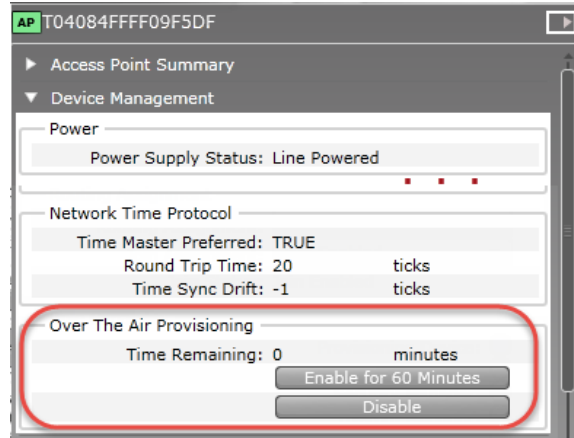 AP T04084FFFF09F5DF
Access Point Summary
Device Management
Power
Power Supply Status: Line Powered
Network Time Protocol
Time Master Preferred: TRUE
Round Trip Time: 20 ticks
Time Sync Drift: -1 ticks
Over The Air Provisioning
Time Remaining: 0 minutes
Enable for 60 Minutes
Disable